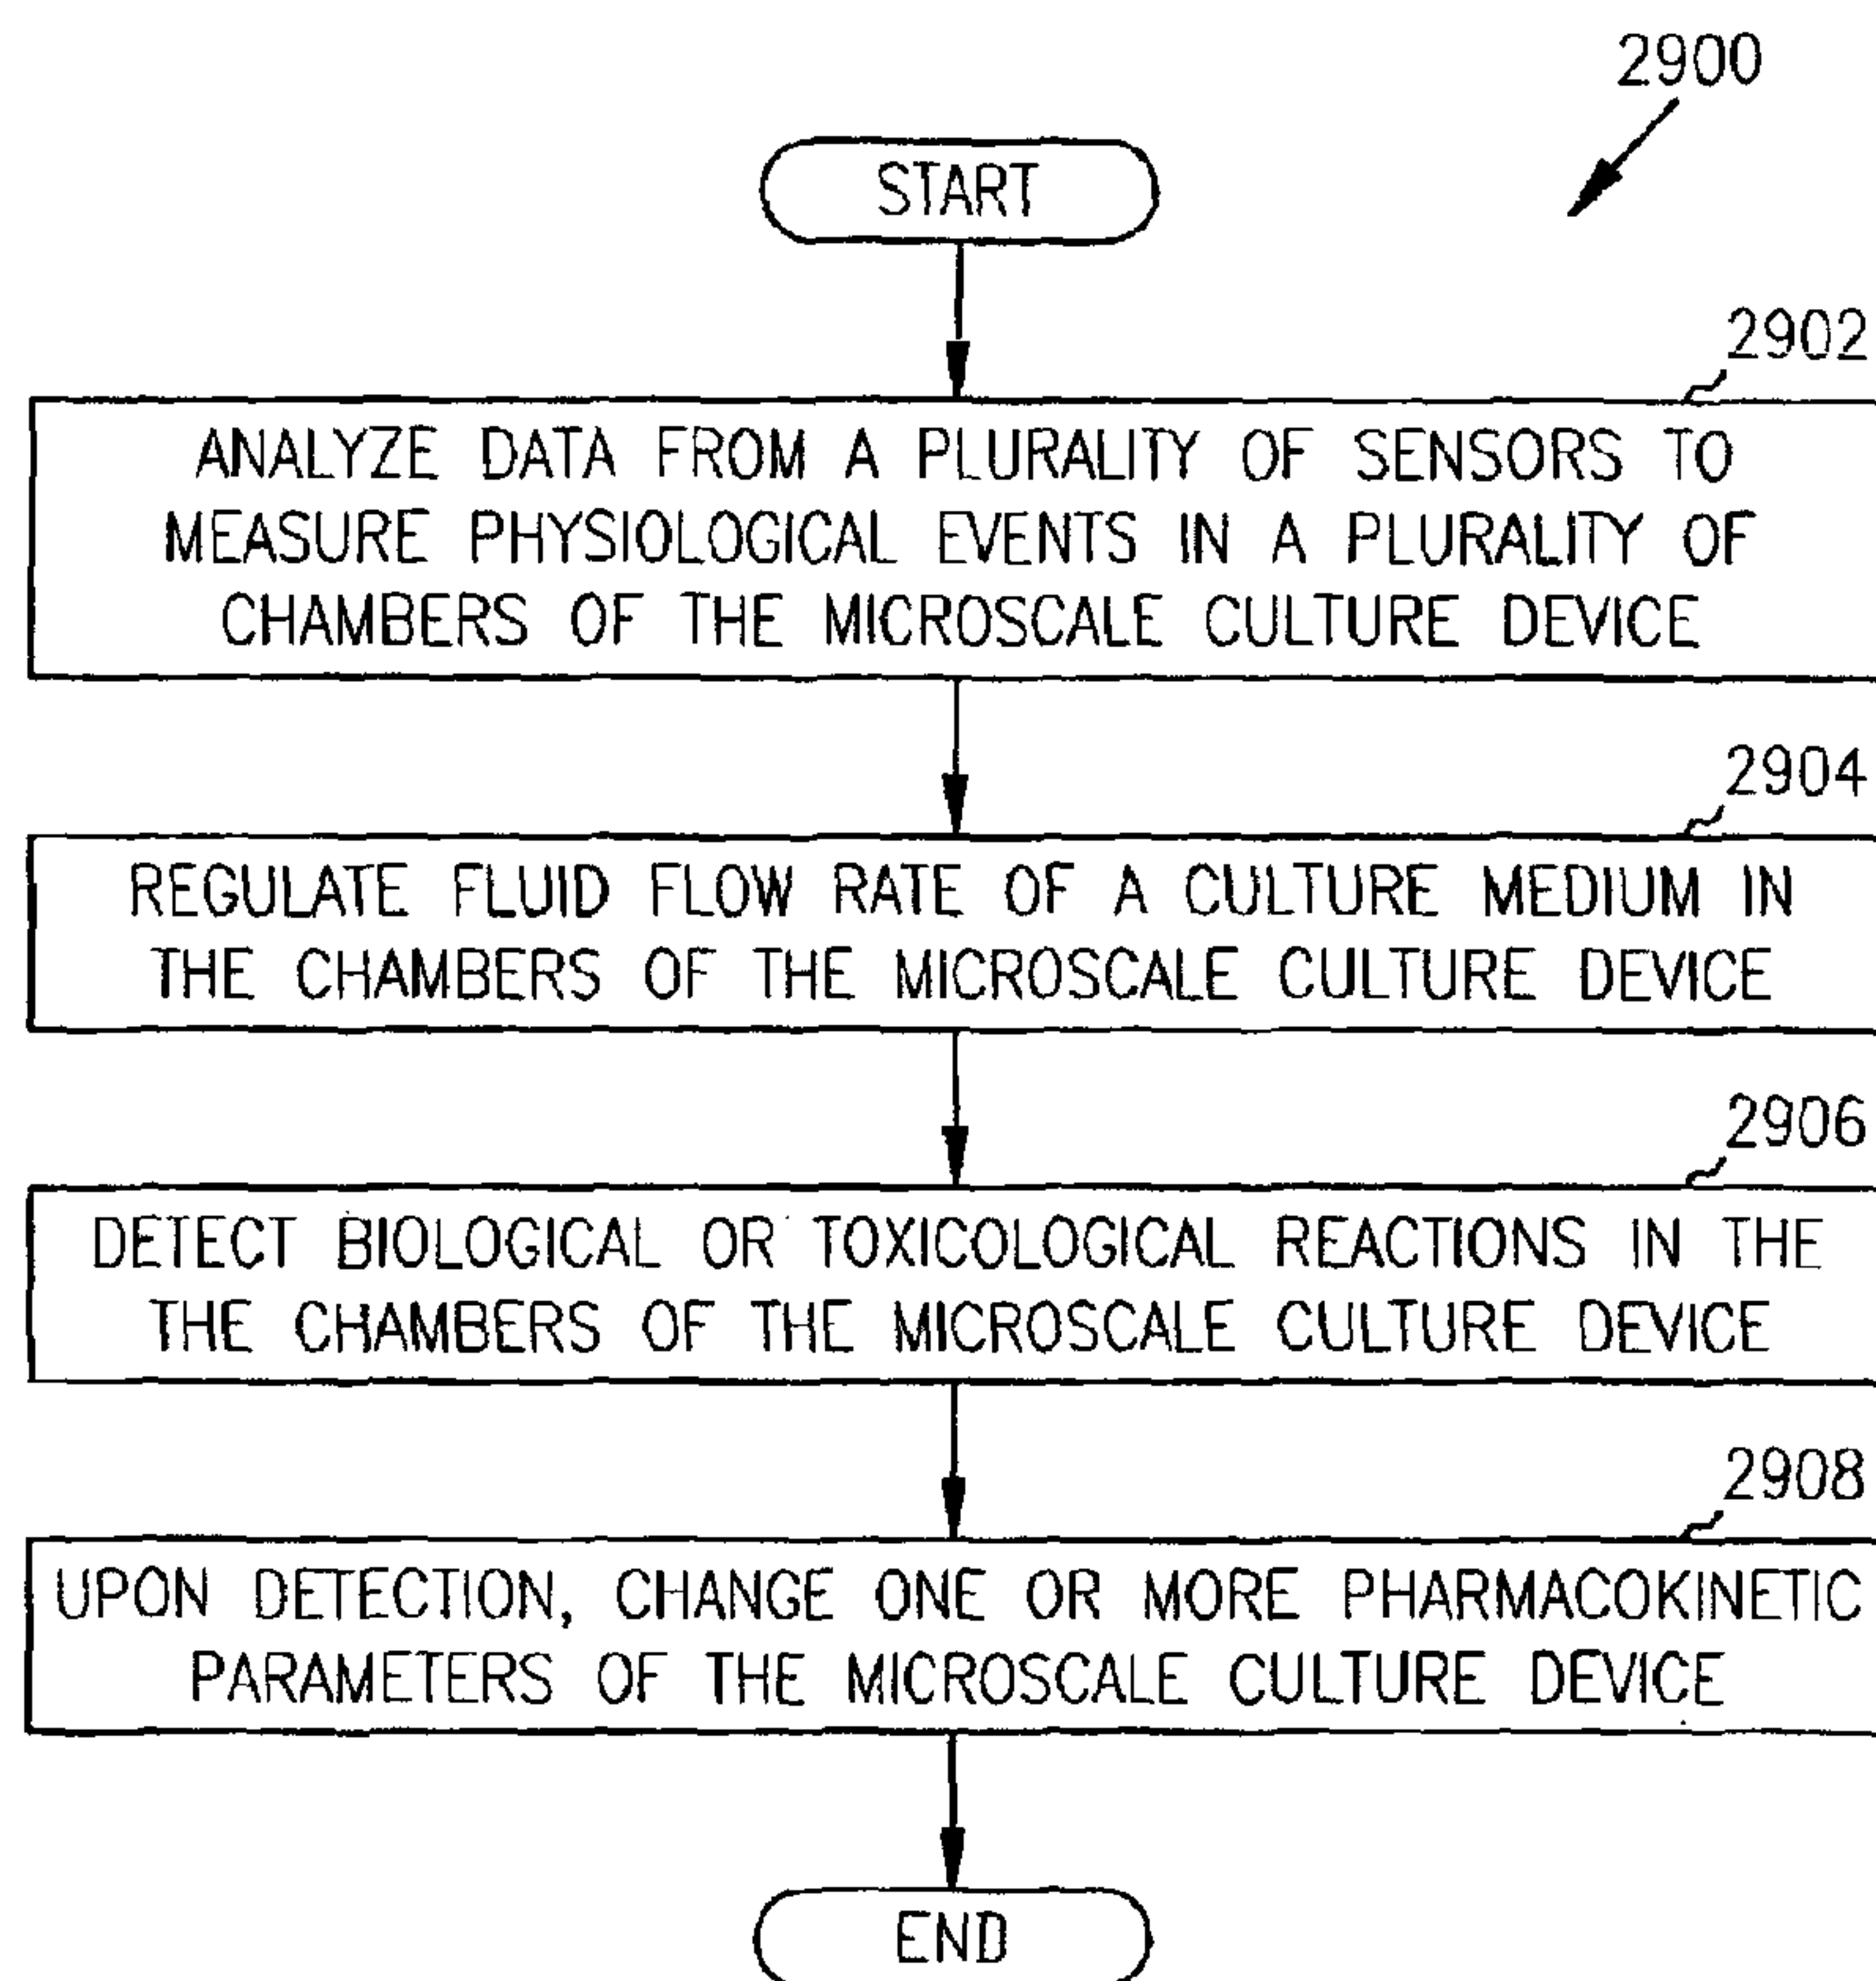 2900
START
2902
ANALYZE DATA FROM A PLURALITY OF SENSORS TO
MEASURE PHYSIOLOGICAL EVENTS IN A PLURALITY OF
CHAMBERS OF THE MICROSCALE CULTURE DEVICE
2904
REGULATE FLUID FLOW RATE OF A CULTURE MEDIUM IN
THE CHAMBERS OF THE MICROSCALE CULTURE DEVICE
2906
DETECT BIOLOGICAL OR TOXICOLOGICAL REACTIONS IN THE
THE CHAMBERS OF THE MICROSCALE CULTURE DEVICE
2908
UPON DETECTION, CHANGE ONE OR MORE PHARMACOKINETIC
PARAMETERS OF THE MICROSCALE CULTURE DEVICE
END